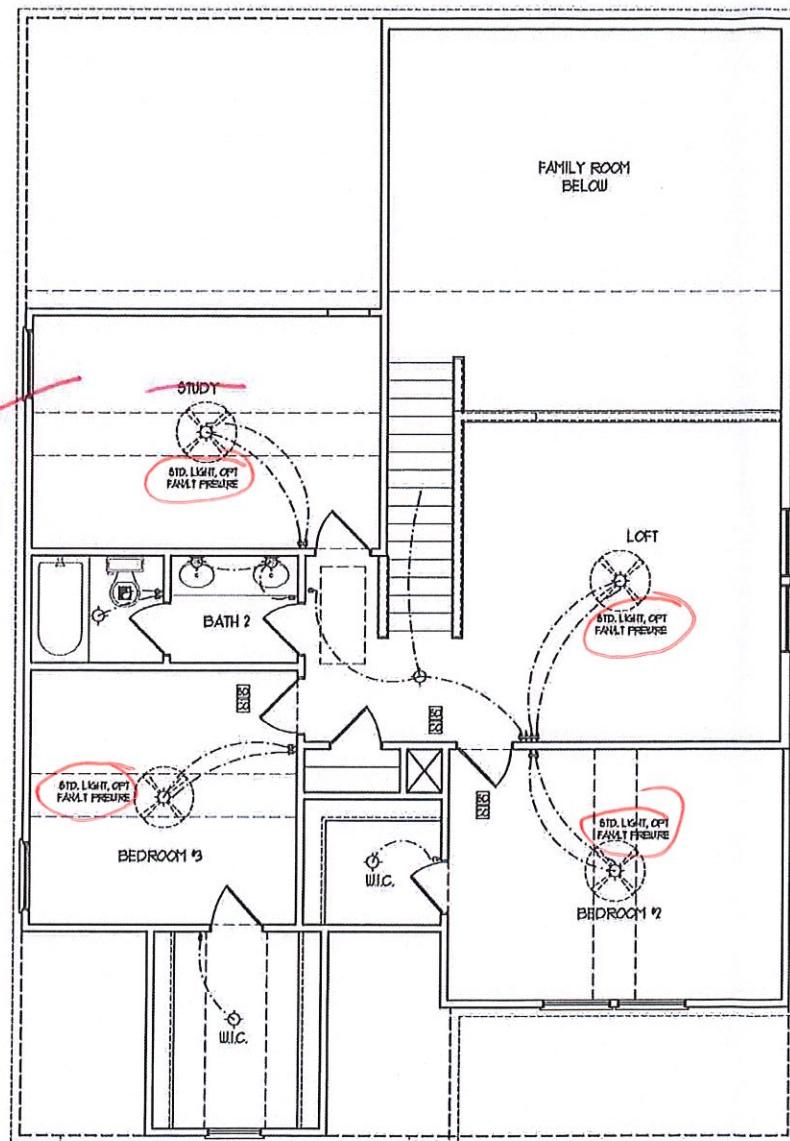 FAMILY ROOM
BELOW
STUDY
STD. LIGHT, OPT
FAN/LT PREWIRE
LOFT
STD. LIGHT, OPT
FAN/LT PREWIRE
BATH 2
STD. LIGHT, OPT
FAN/LT PREWIRE
BEDROOM #3
W.I.C.
STD. LIGHT, OPT
FAN/LT PREWIRE
BEDROOM #2
W.I.C.